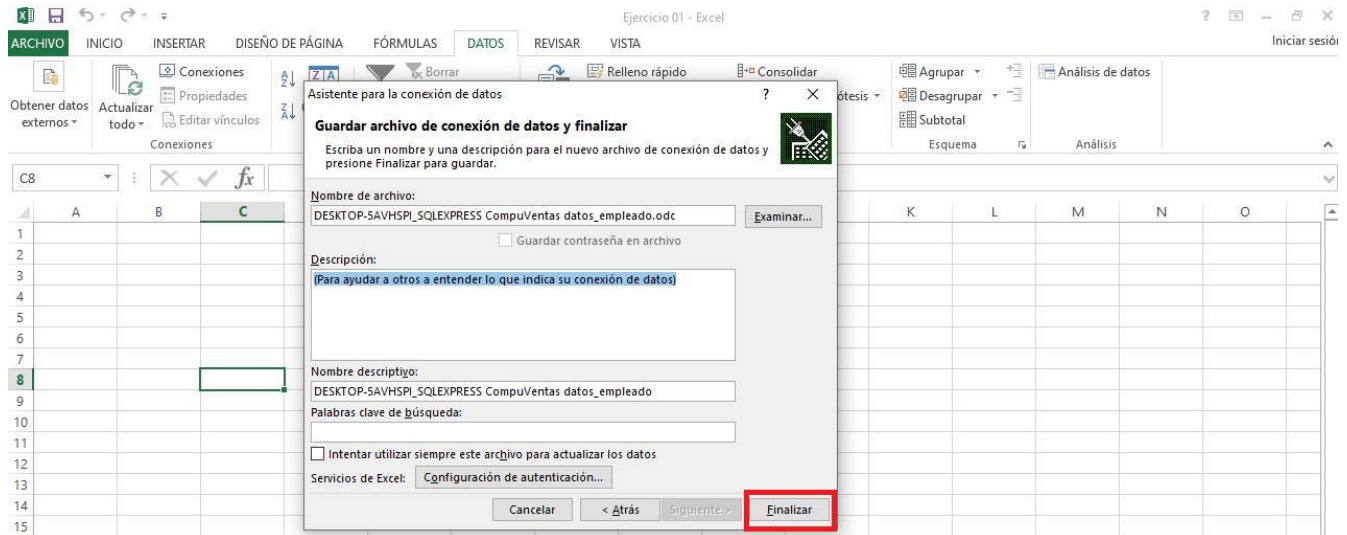 Ejercicio 01 - Excel
ARCHIVO INICIO INSERTAR DISEÑO DE PÁGINA FÓRMULAS DATOS REVISAR VISTA Iniciar sesió
Obtener datos externos
Actualizar todo
Conexiones
Propiedades
Editar vínculos
Conexiones
Borrar
Relleno rápido
Consolidar
ótesis
Agrupar
Desagrupar
Subtotal
Esquema
Análisis de datos
Análisis
C8 fx
A B C K L M N O
1
2
3
4
5
6
7
8
9
10
11
12
13
14
15
Asistente para la conexión de datos ? X
Guardar archivo de conexión de datos y finalizar
Escriba un nombre y una descripción para el nuevo archivo de conexión de datos y
presione Finalizar para guardar.
Nombre de archivo:
DESKTOP-5AVHSPI_SQLEXPRESS CompuVentas datos_empleado.odc Examinar...
Guardar contraseña en archivo
Descripción:
(Para ayudar a otros a entender lo que indica su conexión de datos)
Nombre descriptivo:
DESKTOP-5AVHSPI_SQLEXPRESS CompuVentas datos_empleado
Palabras clave de búsqueda:
Intentar utilizar siempre este archivo para actualizar los datos
Servicios de Excel: Configuración de autenticación...
Cancelar < Atrás Siguiente > Finalizar